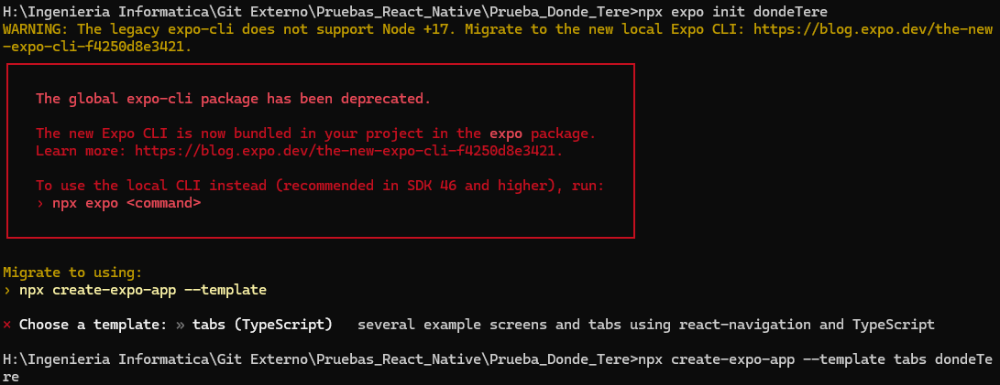 H:\Ingenieria Informatica\Git Externo\Pruebas_React_Native\Prueba_Donde_Tere>npx expo init dondeTere
WARNING: The legacy expo-cli does not support Node +17. Migrate to the new local Expo CLI: https://blog.expo.dev/the-new
-expo-cli-f4250d8e3421.
The global expo-cli package has been deprecated.
The new Expo CLI is now bundled in your project in the expo package.
Learn more: https://blog.expo.dev/the-new-expo-cli-f4250d8e3421.
To use the local CLI instead (recommended in SDK 46 and higher), run:
› npx expo <command>
Migrate to using:
› npx create-expo-app --template
× Choose a template: » tabs (TypeScript)   several example screens and tabs using react-navigation and TypeScript
H:\Ingenieria Informatica\Git Externo\Pruebas_React_Native\Prueba_Donde_Tere>npx create-expo-app --template tabs dondeTe
re